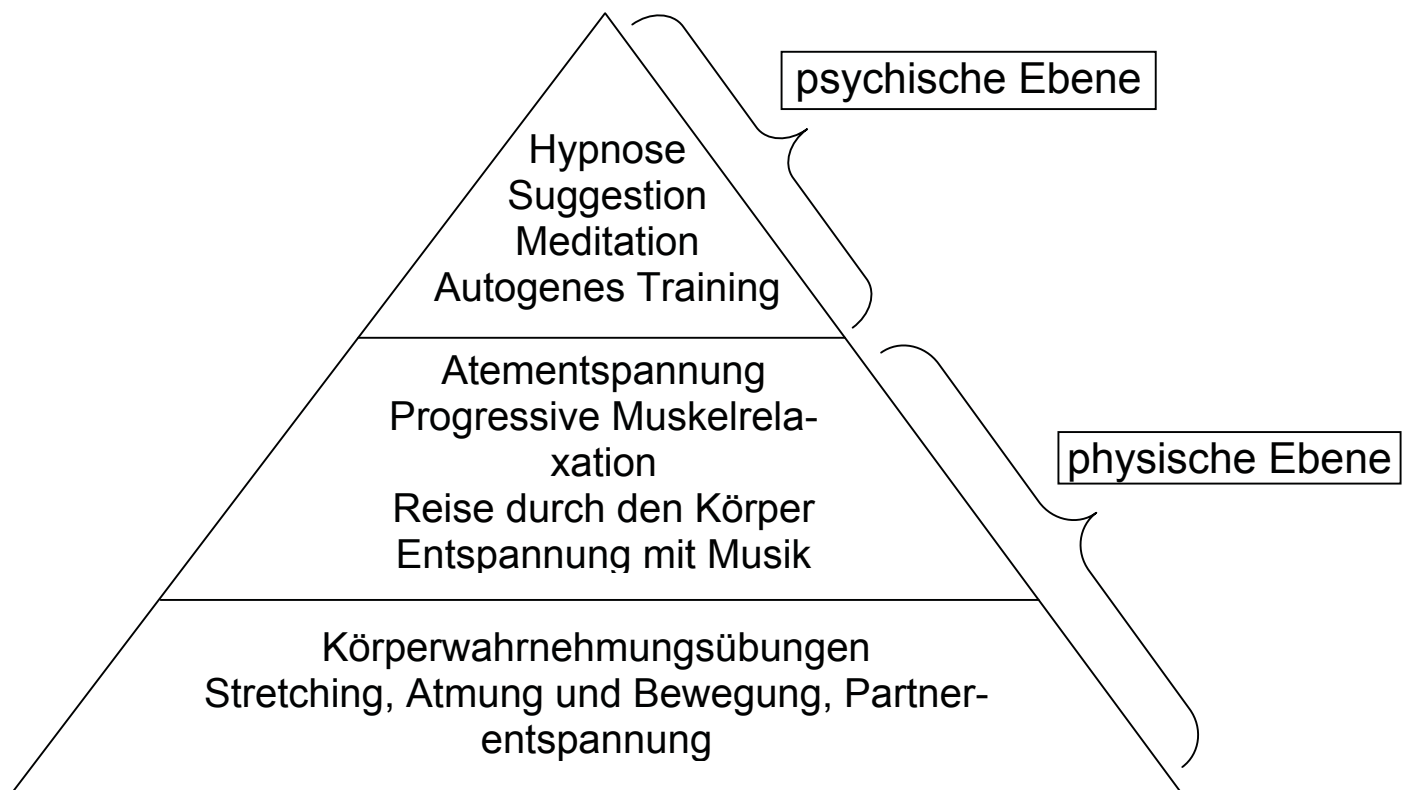 psychische Ebene
Hypnose
Suggestion
Meditation
Autogenes Training
Atementspannung
Progressive Muskelrela-
xation
Reise durch den Körper
Entspannung mit Musik
physische Ebene
Körperwahrnehmungsübungen
Stretching, Atmung und Bewegung, Partner-
entspannung